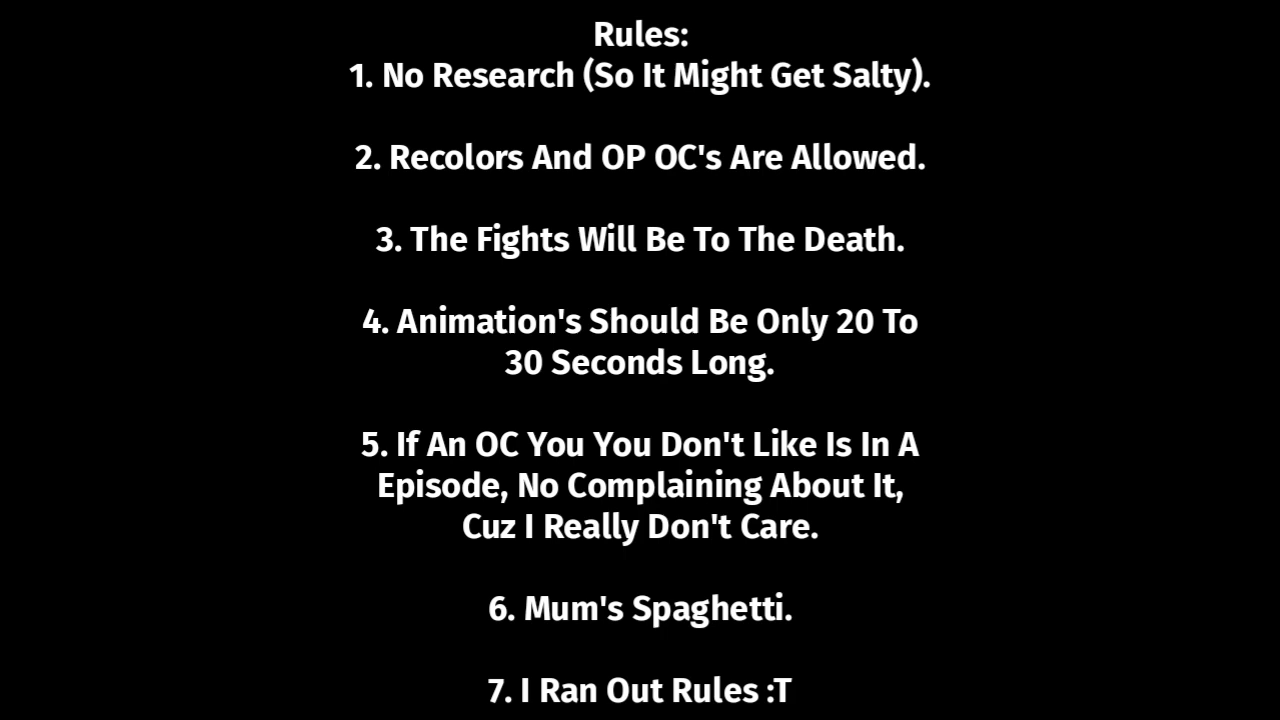 Rules:
1. No Research (So It Might Get Salty).
2. Recolors And OP OC's Are Allowed.
3. The Fights Will Be To The Death.
4. Animation's Should Be Only 20 To
30 Seconds Long.
5. If An OC You You Don't Like Is In A
Episode, No Complaining About It,
Cuz I Really Don't Care.
6. Mum's Spaghetti.
7. I Ran Out Rules :T